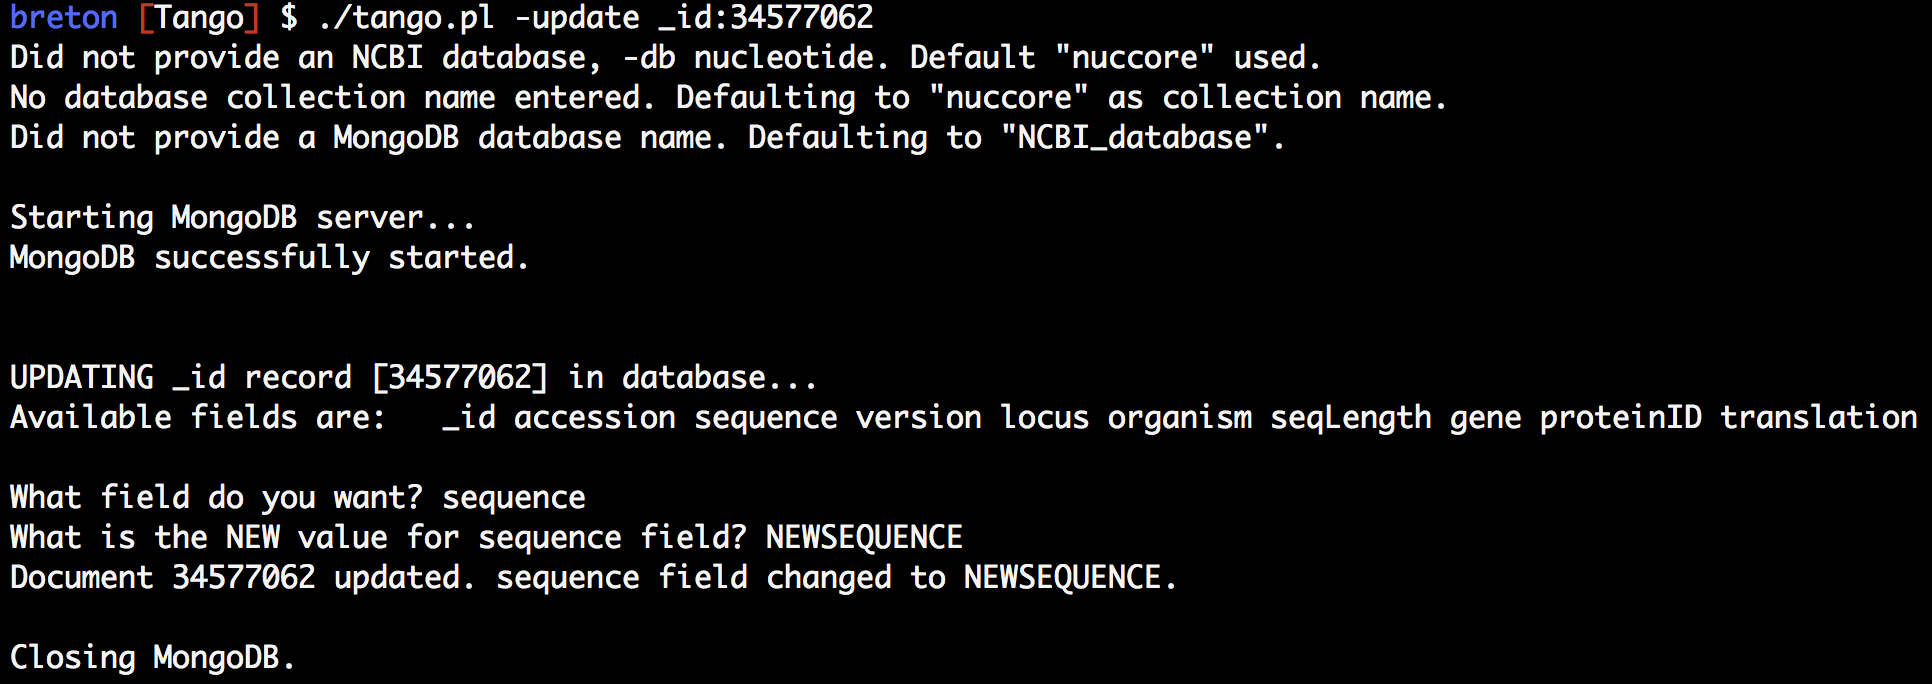 breton [Tango] $ ./tango.pl -update _id:34577062
Did not provide an NCBI database, -db nucleotide. Default "nuccore" used.
No database collection name entered. Defaulting to "nuccore" as collection name.
Did not provide a MongoDB database name. Defaulting to "NCBI_database".
Starting MongoDB server...
MongoDB successfully started.
UPDATING _id record [34577062] in database...
Available fields are:   _id accession sequence version locus organism seqLength gene proteinID translation
What field do you want? sequence
What is the NEW value for sequence field? NEWSEQUENCE
Document 34577062 updated. sequence field changed to NEWSEQUENCE.
Closing MongoDB.